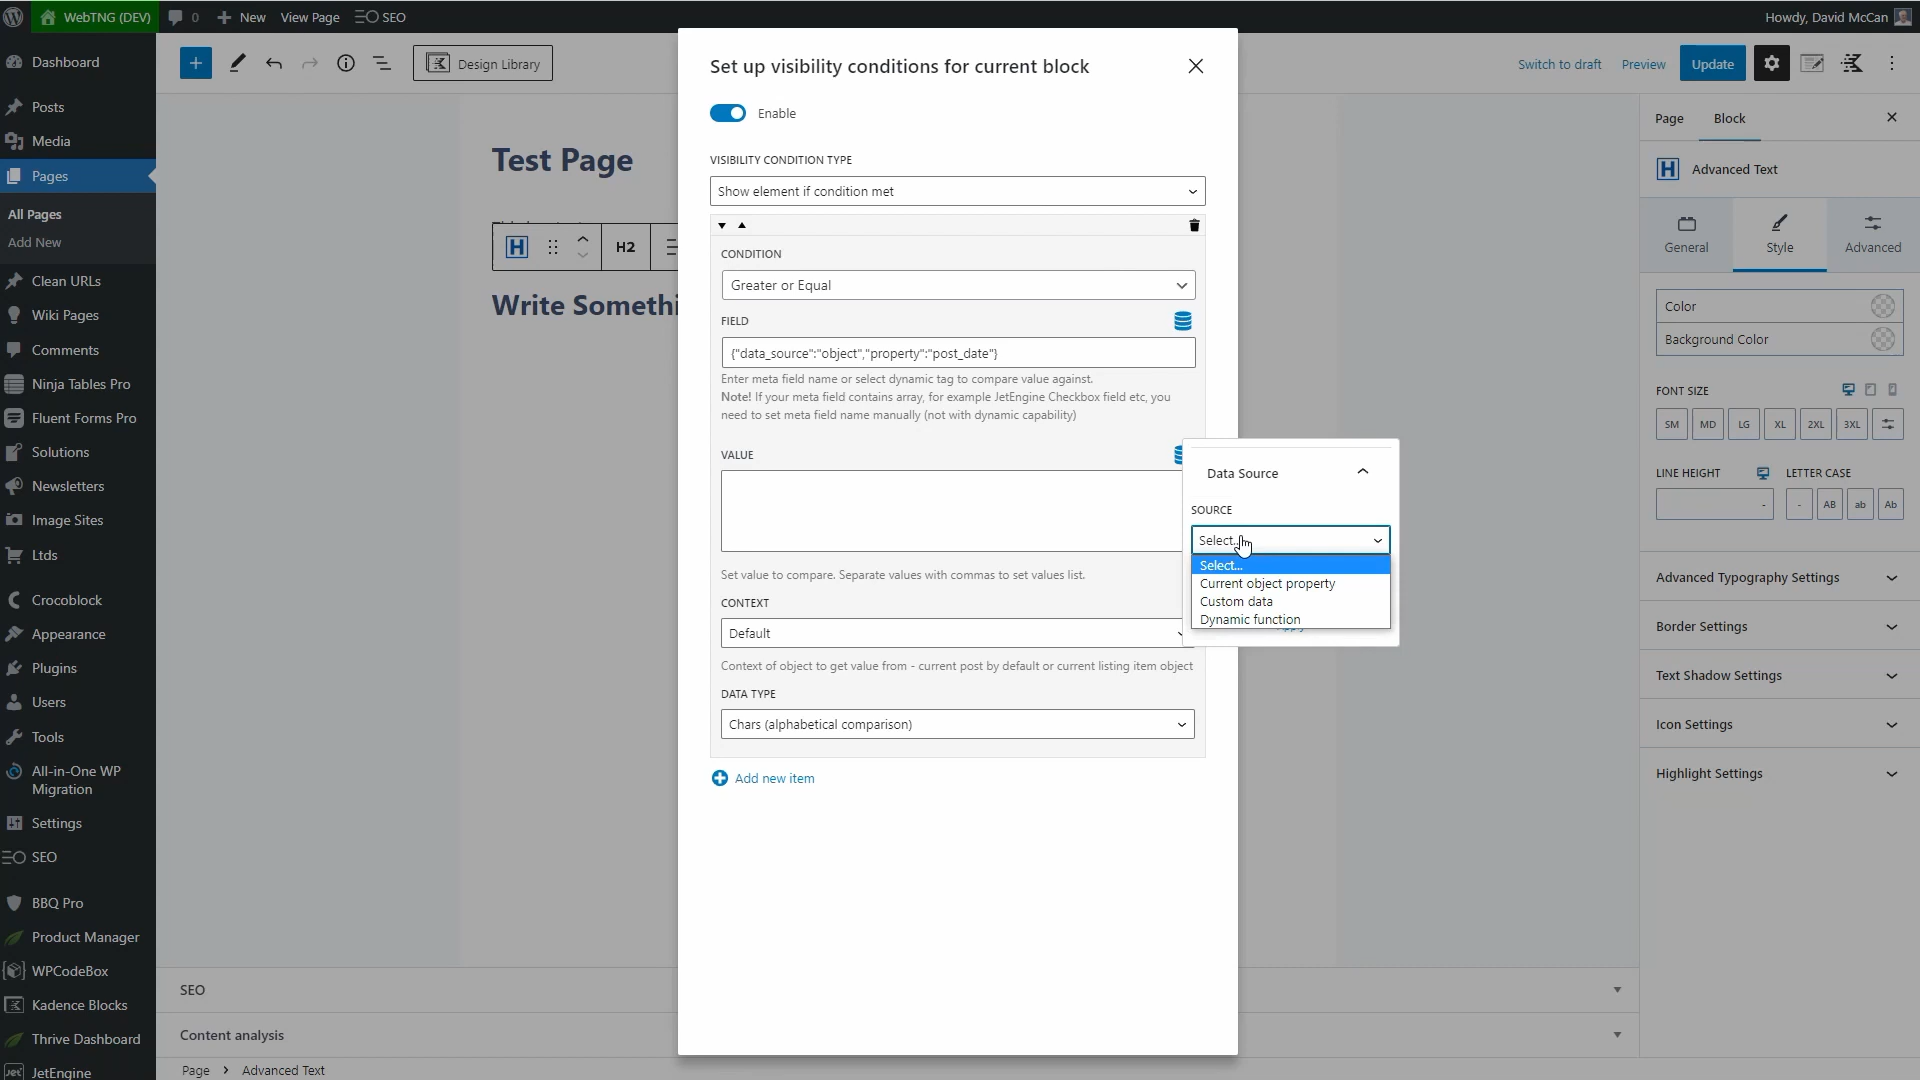 WebTNG (DEV) 0 New View Page SEO Howdy, David McCan
Dashboard
Posts
Media
Pages
All Pages
Add New
Clean URLs
Wiki Pages
Comments
Ninja Tables Pro
Fluent Forms Pro
Solutions
Newsletters
Image Sites
Ltds
Crocoblock
Appearance
Plugins
Users
Tools
All-in-One WP
Migration
Settings
SEO
BBQ Pro
Product Manager
WPCodeBox
Kadence Blocks
Thrive Dashboard
JetEngine
Design Library
Switch to draft Preview Update
Test Page
H H2
Write Somethi
SEO
Content analysis
Page › Advanced Text
Set up visibility conditions for current block
Enable
VISIBILITY CONDITION TYPE
Show element if condition met
CONDITION
Greater or Equal
FIELD
{"data_source":"object","property":"post_date"}
Enter meta field name or select dynamic tag to compare value against.
Note! If your meta field contains array, for example JetEngine Checkbox field etc, you
need to set meta field name manually (not with dynamic capability)
VALUE
Set value to compare. Separate values with commas to set values list.
CONTEXT
Default
Context of object to get value from - current post by default or current listing item object
DATA TYPE
Chars (alphabetical comparison)
Add new item
Data Source
SOURCE
Select...
Select...
Current object property
Custom data
Dynamic function
Page Block
H Advanced Text
General Style Advanced
Color
Background Color
FONT SIZE
SM MD LG XL 2XL 3XL
LINE HEIGHT LETTER CASE
- - AB ab Ab
Advanced Typography Settings
Border Settings
Text Shadow Settings
Icon Settings
Highlight Settings